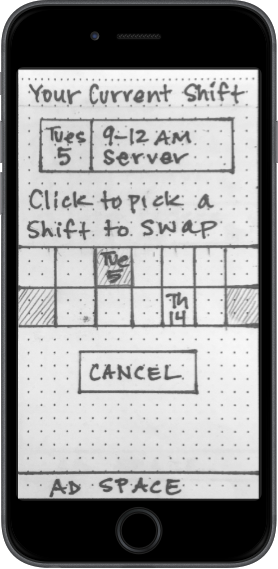 Your Current Shift
Tues 9-12 AM
5 Server
Click to pick a
Shift to SWAP
Tue
5
Th
14
CANCEL
AD SPACE